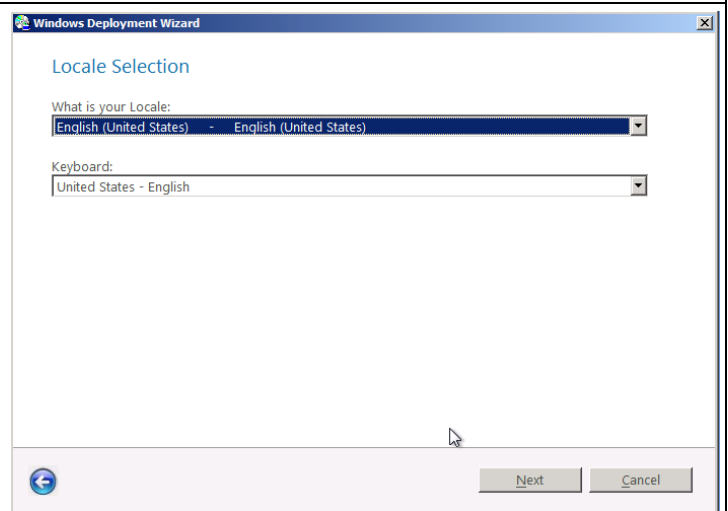 Windows Deployment Wizard
Locale Selection
What is your Locale:
English (United States) - English (United States)
Keyboard:
United States - English
Next Cancel